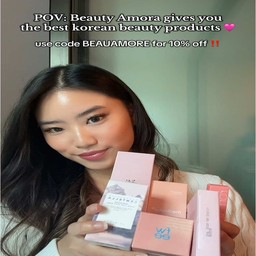 POV: Beauty Amora gives you
the best korean beauty products 💗
use code BEAUAMORE for 10% off ‼️